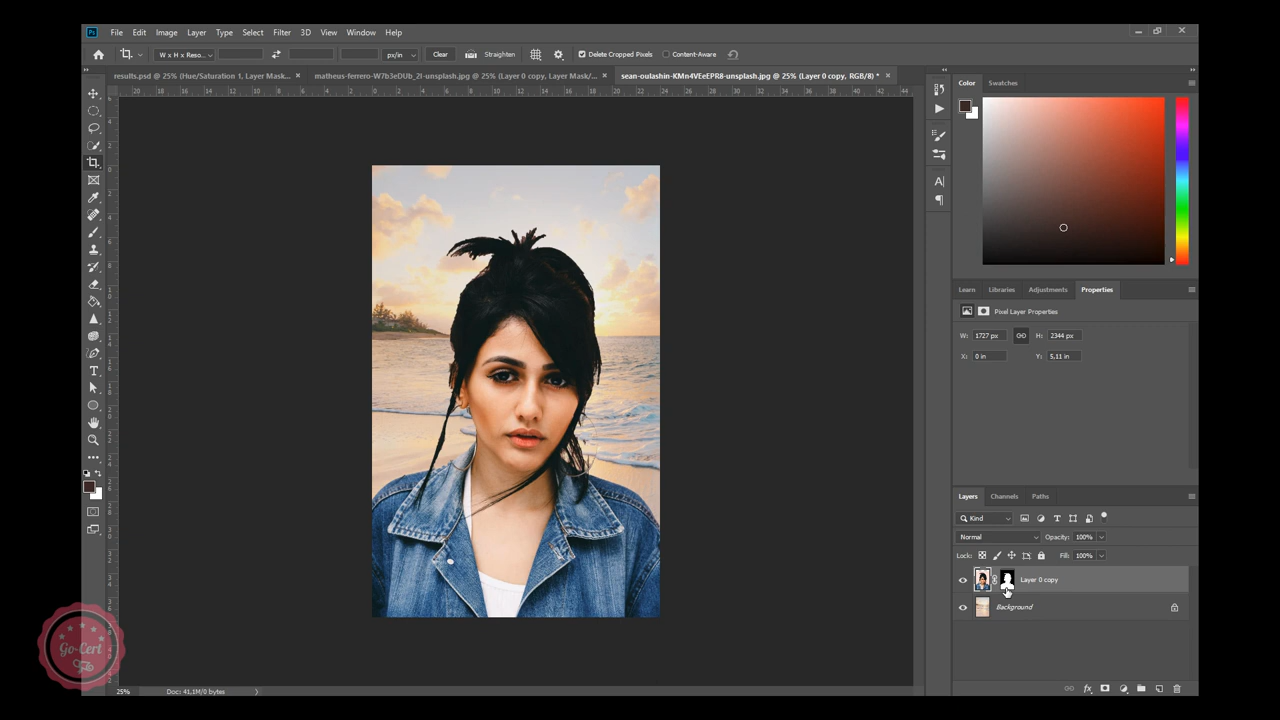 Ps File Edit Image Layer Type Select Filter 3D View Window Help
W x H x Reso... px/in Clear Straighten Delete Cropped Pixels Content-Aware
results.psd @ 25% (Hue/Saturation 1, Layer Mask... × matheus-ferrero-W7b3eDUb_2I-unsplash.jpg @ 25% (Layer 0 copy, Layer Mask/... × sean-oulashin-KMn4VEeEPR8-unsplash.jpg @ 25% (Layer 0 copy, RGB/8) * ×
Color Swatches
Learn Libraries Adjustments Properties
Pixel Layer Properties
W: 1727 px H: 2344 px
X: 0 in Y: 5,11 in
Layers Channels Paths
Kind
Normal Opacity: 100%
Lock: Fill: 100%
Layer 0 copy
Background
Go-Cert
25% Doc: 41,1M/0 bytes